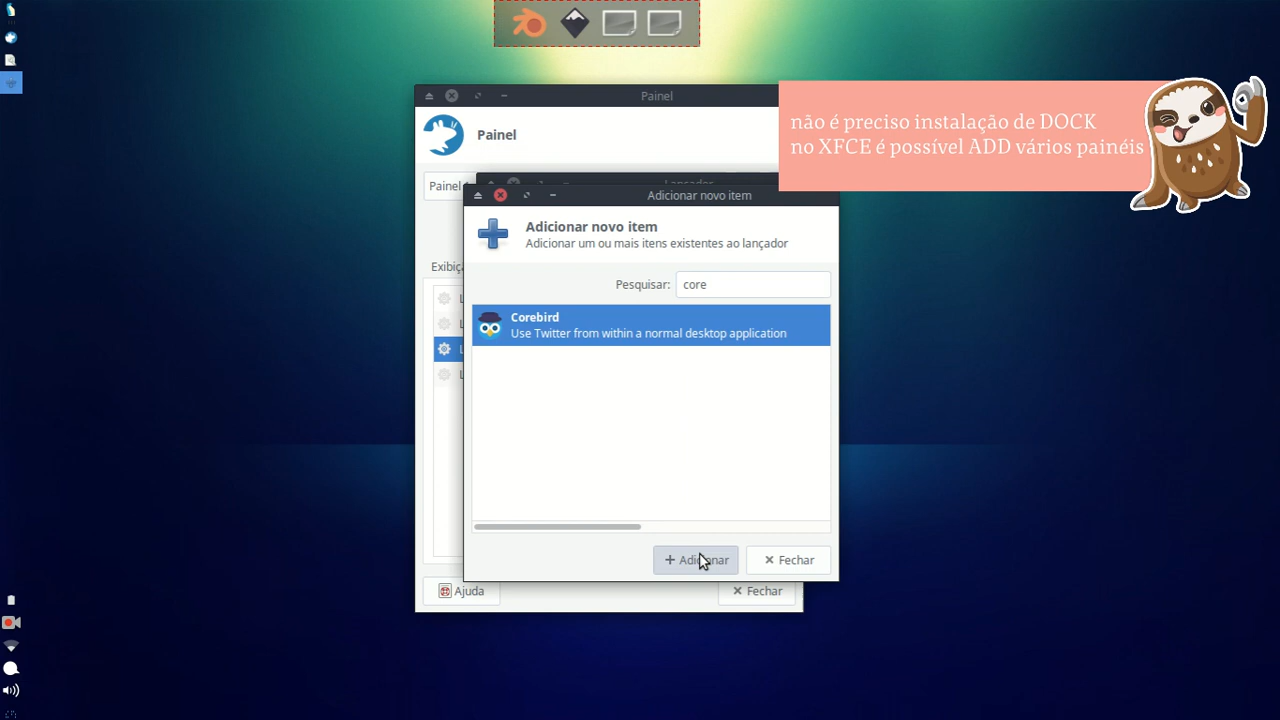 Painel
não é preciso instalação de DOCK
no XFCE é possível ADD vários painéis
Painel
Painel
Lançador
Adicionar novo item
Adicionar novo item
Adicionar um ou mais itens existentes ao lançador
Pesquisar: core
Corebird
Use Twitter from within a normal desktop application
Adicionar
Fechar
Ajuda
Fechar